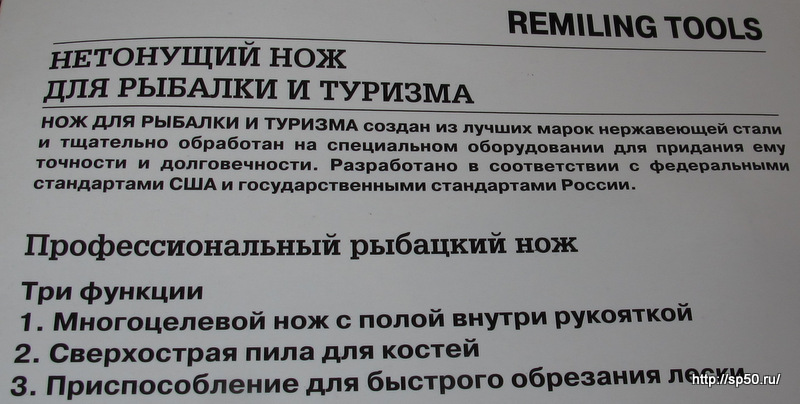 REMILING TOOLS
НЕТОНУЩИЙ НОЖ
ДЛЯ РЫБАЛКИ И ТУРИЗМА
НОЖ ДЛЯ РЫБАЛКИ И ТУРИЗМА создан из лучших марок нержавеющей стали
и тщательно обработан на специальном оборудовании для придания ему
точности и долговечности. Разработано в соответствии с федеральными
стандартами США и государственными стандартами России.
Профессиональный рыбацкий нож
Три функции
1. Многоцелевой нож с полой внутри рукояткой
2. Сверхострая пила для костей
3. Приспособление для быстрого обрезания лески
http://sp50.ru/